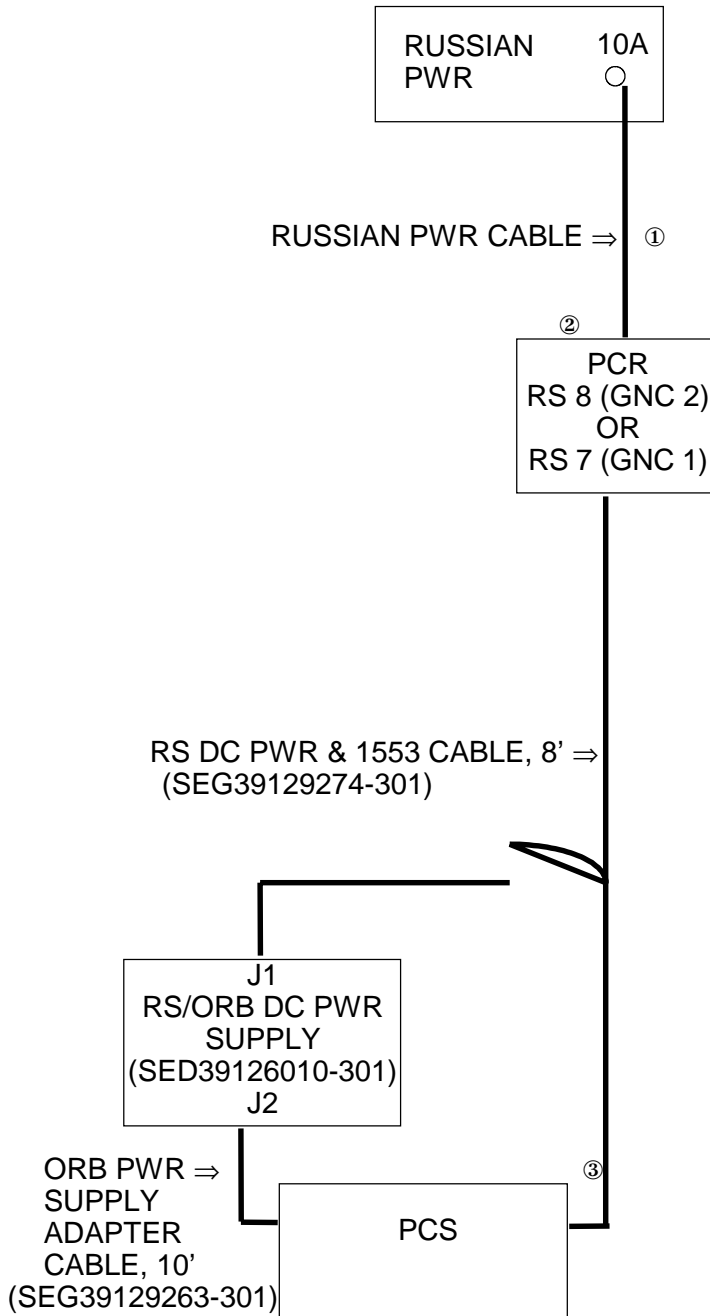 RUSSIAN 10A
PWR
RUSSIAN PWR CABLE ⇒ ①
②
PCR
RS 8 (GNC 2)
OR
RS 7 (GNC 1)
RS DC PWR & 1553 CABLE, 8’ ⇒
(SEG39129274-301)
J1
RS/ORB DC PWR
SUPPLY
(SED39126010-301)
J2
ORB PWR ⇒
SUPPLY
ADAPTER
CABLE, 10’
(SEG39129263-301)
③
PCS